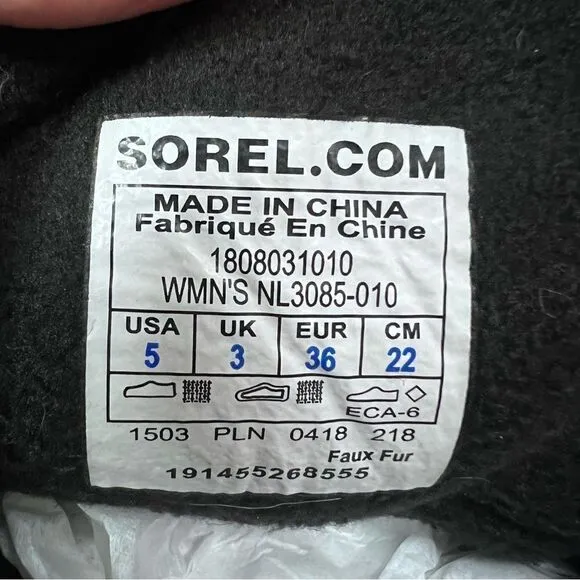 SOREL.COM
MADE IN CHINA
Fabriqué En Chine
1808031010
WMN'S NL3085-010
USA UK EUR CM
5 3 36 22
ECA-6
1503 PLN 0418 218
Faux Fur
191455268555